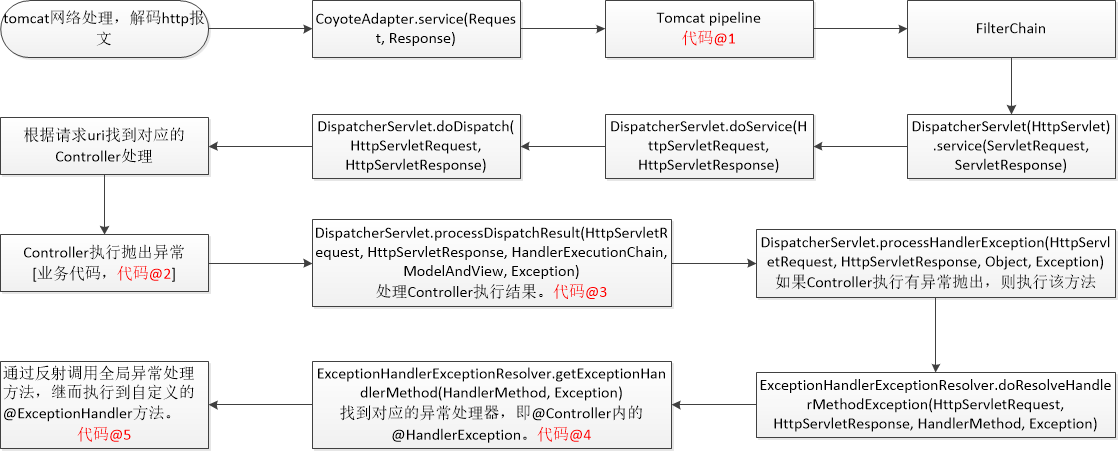 tomcat网络处理，解码http报
文
CoyoteAdapter.service(Reques
t, Response)
Tomcat pipeline
代码@1
FilterChain
DispatcherServlet(HttpServlet)
.service(ServletRequest,
ServletResponse)
DispatcherServlet.doService(H
ttpServletRequest,
HttpServletResponse)
DispatcherServlet.doDispatch(
HttpServletRequest,
HttpServletResponse)
根据请求uri找到对应的
Controller处理
Controller执行抛出异常
[业务代码，代码@2]
DispatcherServlet.processDispatchResult(HttpServletR
equest, HttpServletResponse, HandlerExecutionChain,
ModelAndView, Exception)
处理Controller执行结果。代码@3
DispatcherServlet.processHandlerException(HttpServl
etRequest, HttpServletResponse, Object, Exception)
如果Controller执行有异常抛出，则执行该方法
ExceptionHandlerExceptionResolver.doResolveHandle
rMethodException(HttpServletRequest,
HttpServletResponse, HandlerMethod, Exception)
ExceptionHandlerExceptionResolver.getExceptionHan
dlerMethod(HandlerMethod, Exception)
找到对应的异常处理器，即@Controller内的
@HandlerException。代码@4
通过反射调用全局异常处理
方法，继而执行到自定义的
@ExceptionHandler方法。
代码@5